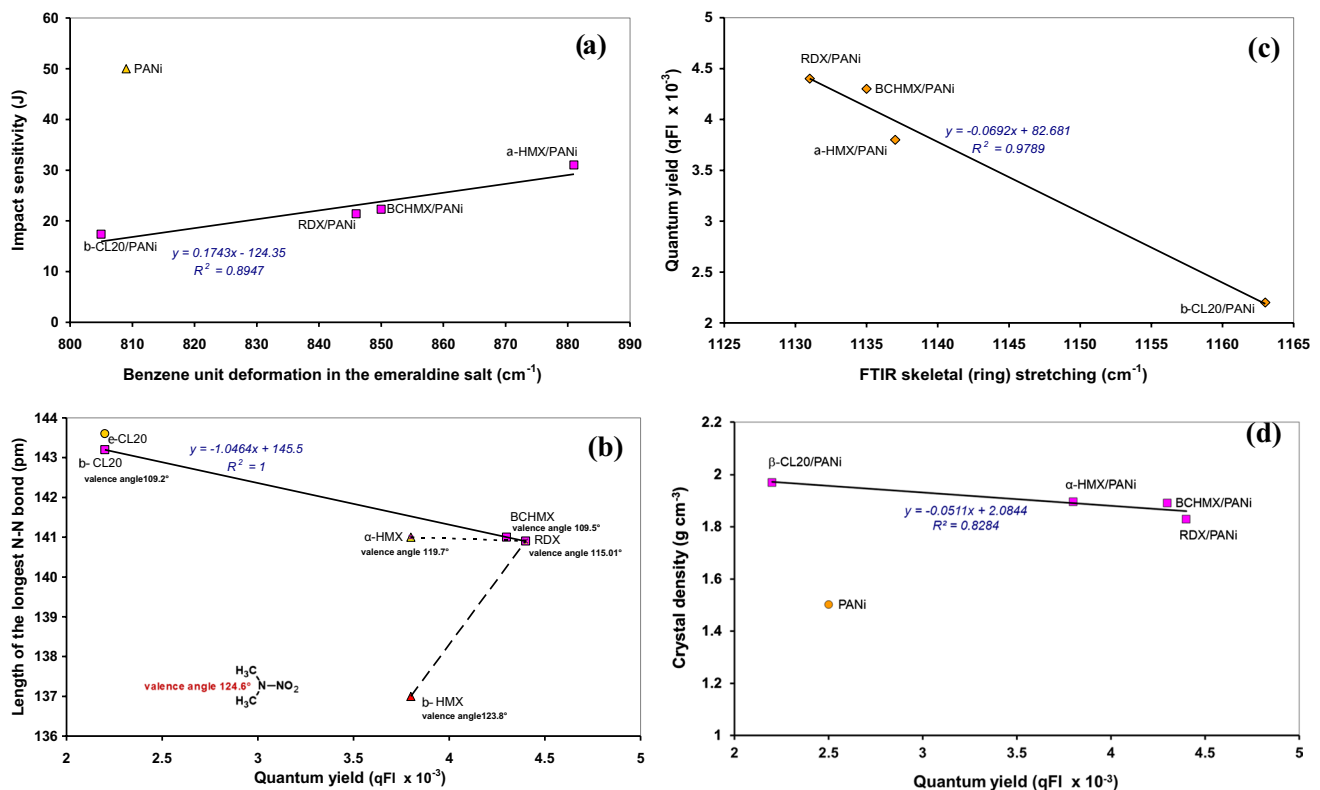 (a)
60
50
40
30
20
10
0
Impact sensitivity (J)
PANi
a-HMX/PANi
RDX/PANi
BCHMX/PANi
b-CL20/PANi
y = 0.1743x - 124.35
R² = 0.8947
800 810 820 830 840 850 860 870 880 890
Benzene unit deformation in the emeraldine salt (cm⁻¹)
(c)
5
4.5
4
3.5
3
2.5
2
Quantum yield (qFl x 10⁻³)
RDX/PANi
BCHMX/PANi
a-HMX/PANi
y = -0.0692x + 82.681
R² = 0.9789
b-CL20/PANi
1125 1130 1135 1140 1145 1150 1155 1160 1165
FTIR skeletal (ring) stretching (cm⁻¹)
(b)
144
143
142
141
140
139
138
137
136
Length of the longest N-N bond (pm)
e-CL20
b- CL20
valence angle109.2°
y = -1.0464x + 145.5
R² = 1
BCHMX
valence angle 109.5°
α-HMX
valence angle 119.7°
RDX
valence angle 115.01°
H₃C
valence angle 124.6° N—NO₂
H₃C
b- HMX
valence angle123.8°
2 2.5 3 3.5 4 4.5 5
Quantum yield (qFl x 10⁻³)
(d)
2.2
2
1.8
1.6
1.4
1.2
1
Crystal density (g cm⁻³)
β-CL20/PANi
α-HMX/PANi
BCHMX/PANi
y = -0.0511x + 2.0844
R² = 0.8284
RDX/PANi
PANi
2 2.5 3 3.5 4 4.5 5
Quantum yield (qFl x 10⁻³)